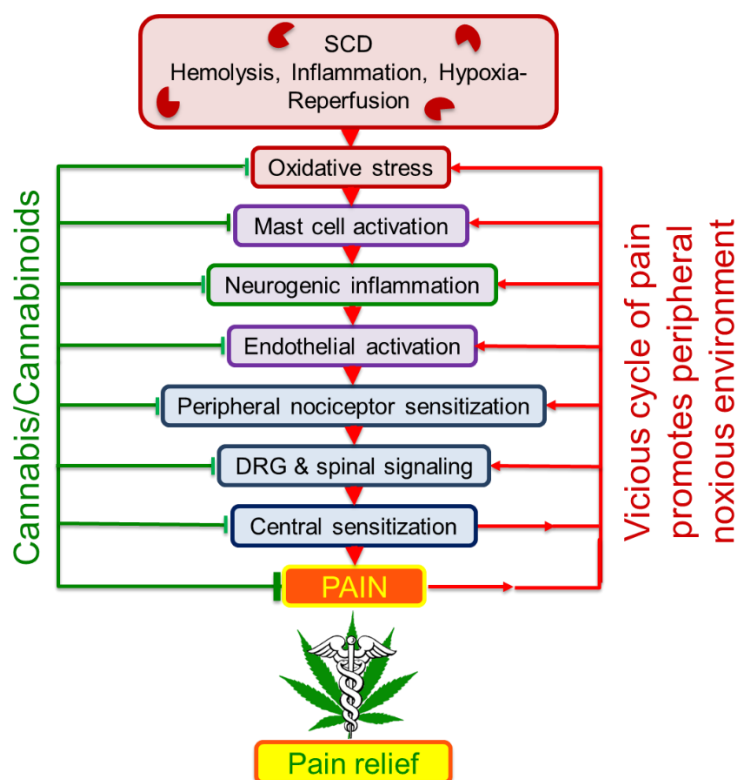 SCD
Hemolysis, Inflammation, Hypoxia-
Reperfusion
Oxidative stress
Mast cell activation
Neurogenic inflammation
Endothelial activation
Peripheral nociceptor sensitization
DRG & spinal signaling
Central sensitization
PAIN
Pain relief
Cannabis/Cannabinoids
Vicious cycle of pain
promotes peripheral
noxious environment